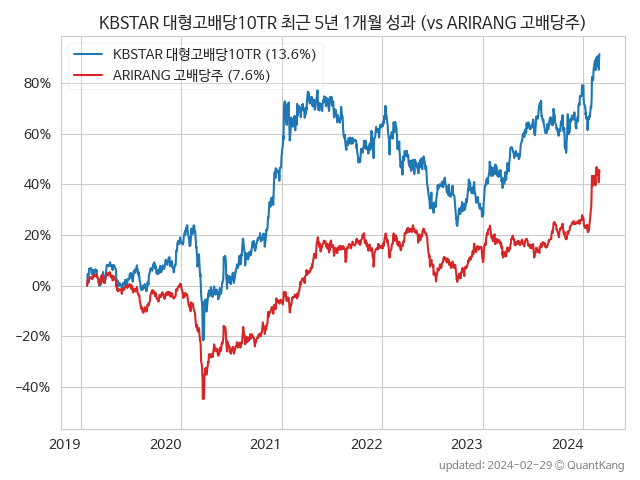 KBSTAR 대형고배당10TR 최근 5년 1개월 성과 (vs ARIRANG 고배당주)
KBSTAR 대형고배당10TR (13.6%)
ARIRANG 고배당주 (7.6%)
80%
60%
40%
20%
0%
−20%
−40%
2019 2020 2021 2022 2023 2024
updated: 2024-02-29 © QuantKang